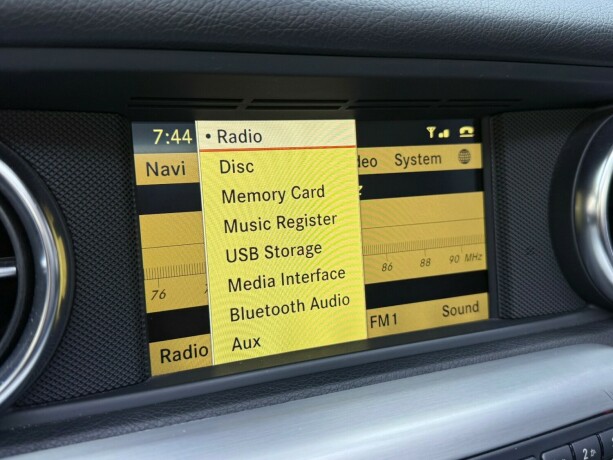 7:44
• Radio
Navi
deo
System
Disc
Memory Card
Music Register
USB Storage
Media Interface
Bluetooth Audio
Aux
76
86
88
90 MHz
Radio
FM1
Sound
2